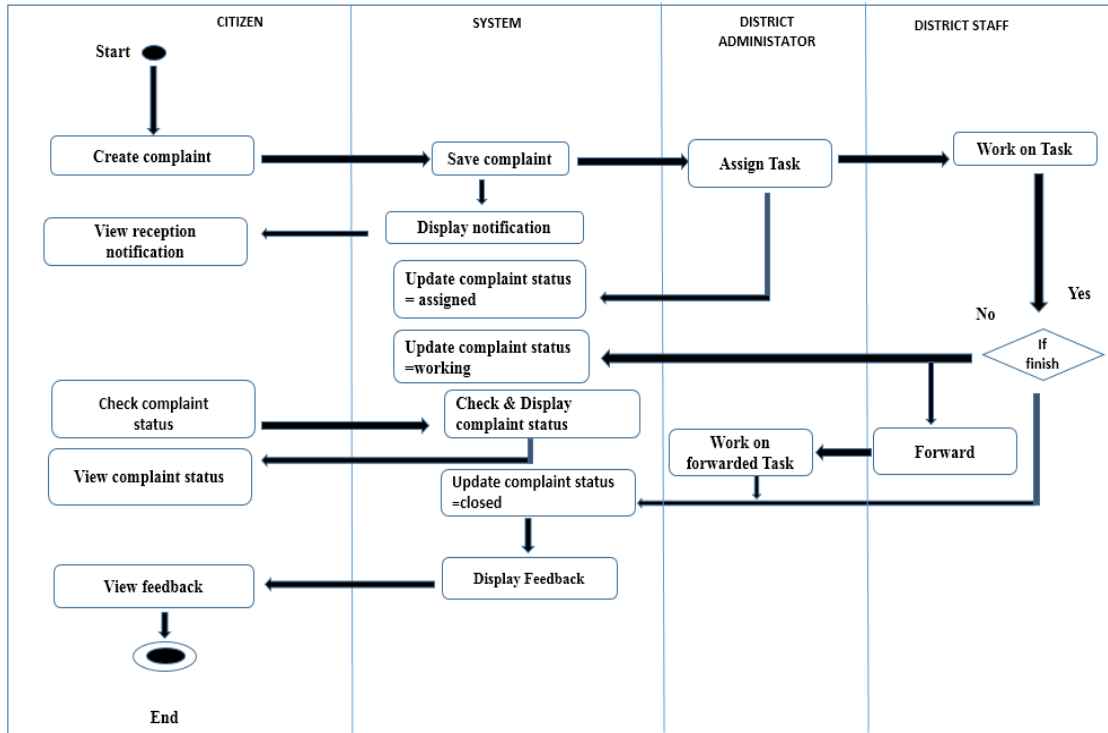 CITIZEN
SYSTEM
DISTRICT
ADMINISTATOR
DISTRICT STAFF
Start
Create complaint
Save complaint
Assign Task
Work on Task
View reception
notification
Display notification
Update complaint status
= assigned
Yes
No
If
finish
Update complaint status
=working
Check complaint
status
Check & Display
complaint status
Work on
forwarded Task
Forward
View complaint status
Update complaint status
=closed
View feedback
Display Feedback
End